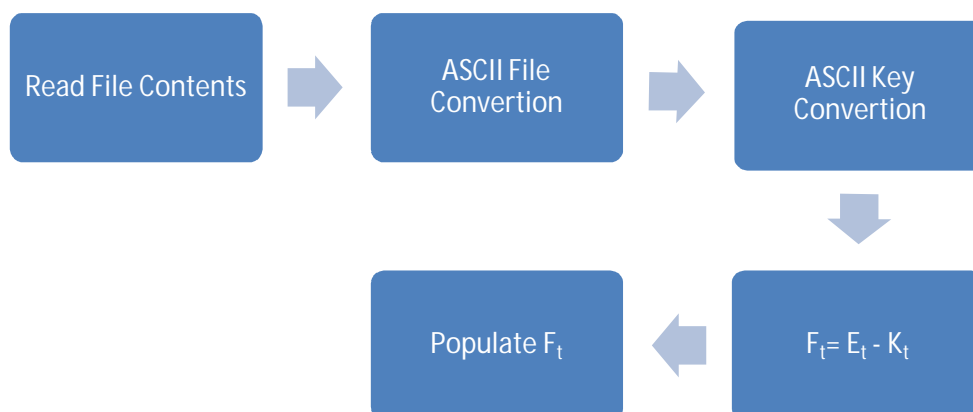 Read File Contents
ASCII File
Convertion
ASCII Key
Convertion
Fₜ= Eₜ - Kₜ
Populate Fₜ